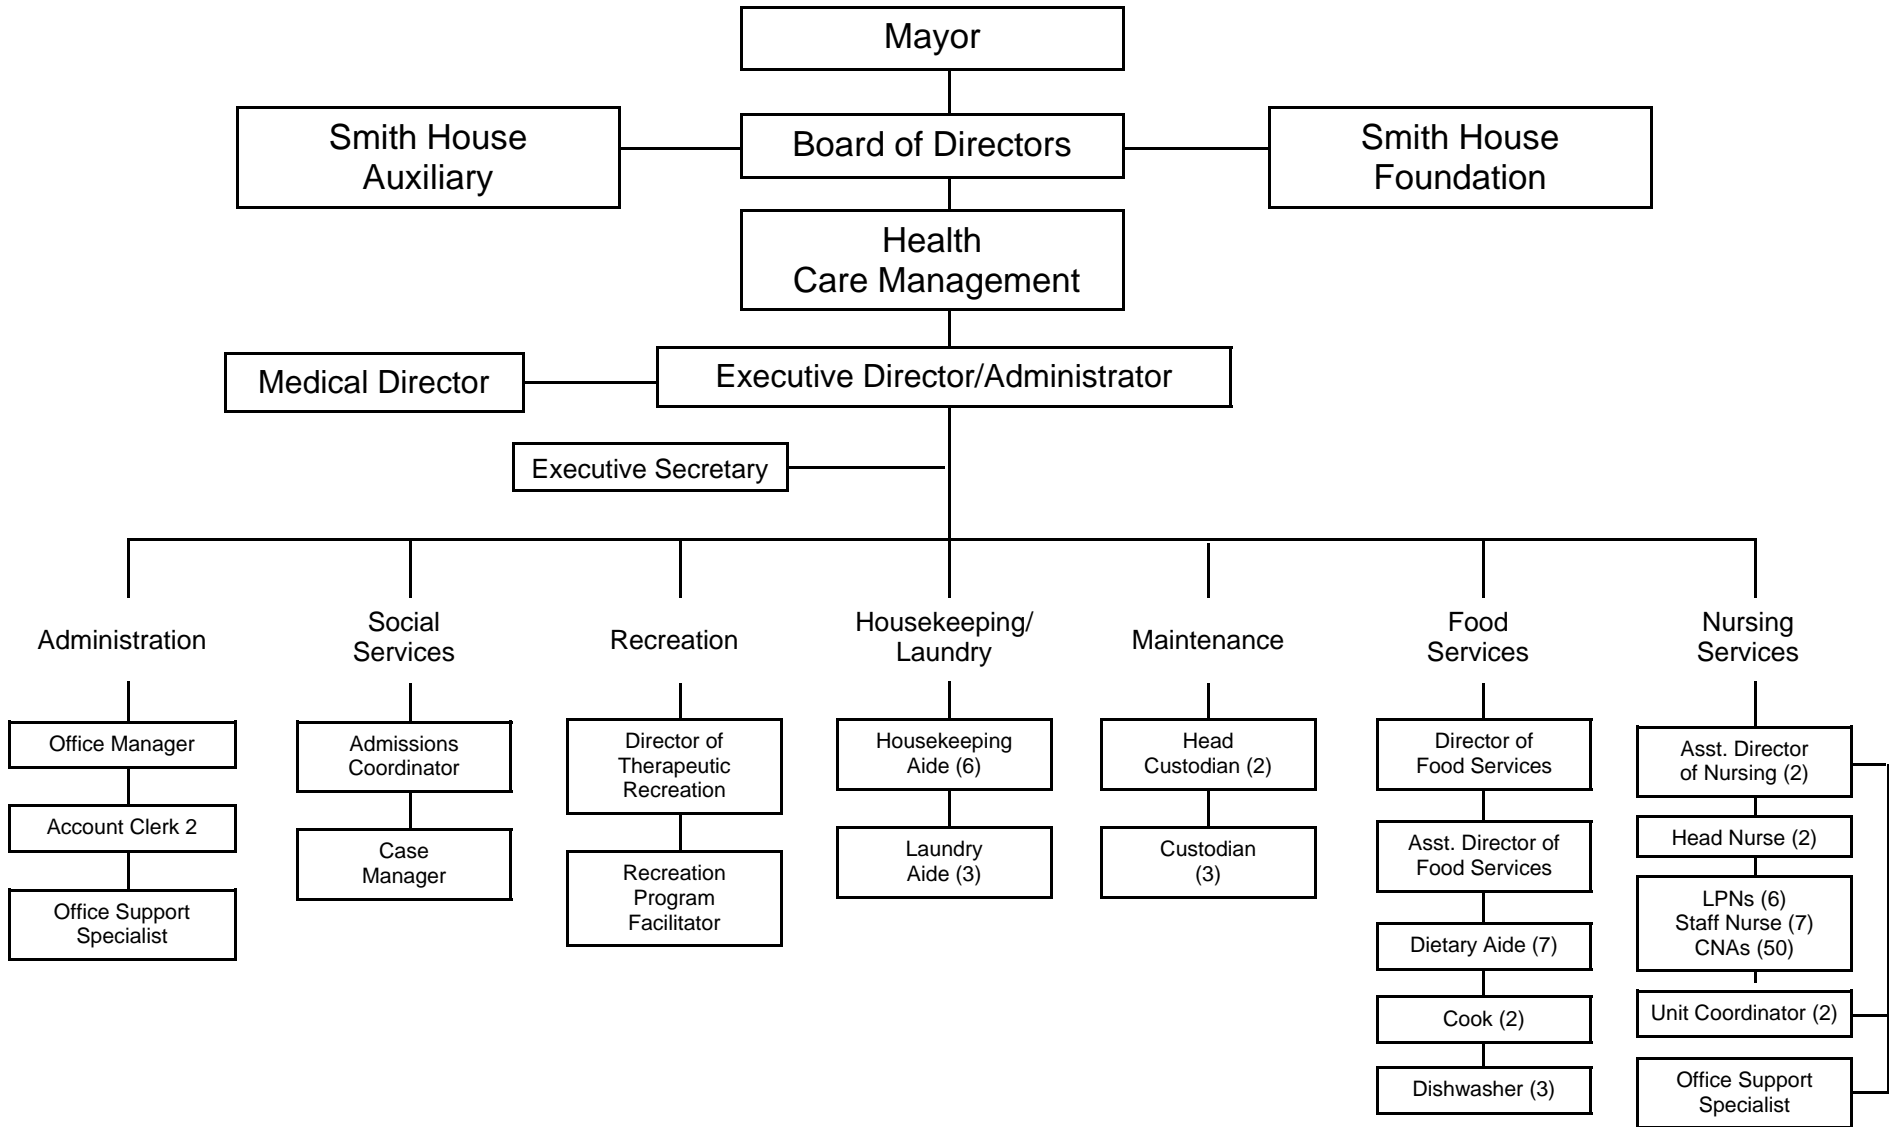 Mayor
Smith House
Auxiliary
Board of Directors
Smith House
Foundation
Health
Care Management
Medical Director
Executive Director/Administrator
Executive Secretary
Administration
Social
Services
Recreation
Housekeeping/
Laundry
Maintenance
Food
Services
Nursing
Services
Office Manager
Account Clerk 2
Office Support
Specialist
Admissions
Coordinator
Case
Manager
Director of
Therapeutic
Recreation
Recreation
Program
Facilitator
Housekeeping
Aide (6)
Laundry
Aide (3)
Head
Custodian (2)
Custodian
(3)
Director of
Food Services
Asst. Director of
Food Services
Dietary Aide (7)
Cook (2)
Dishwasher (3)
Asst. Director
of Nursing (2)
Head Nurse (2)
LPNs (6)
Staff Nurse (7)
CNAs (50)
Unit Coordinator (2)
Office Support
Specialist